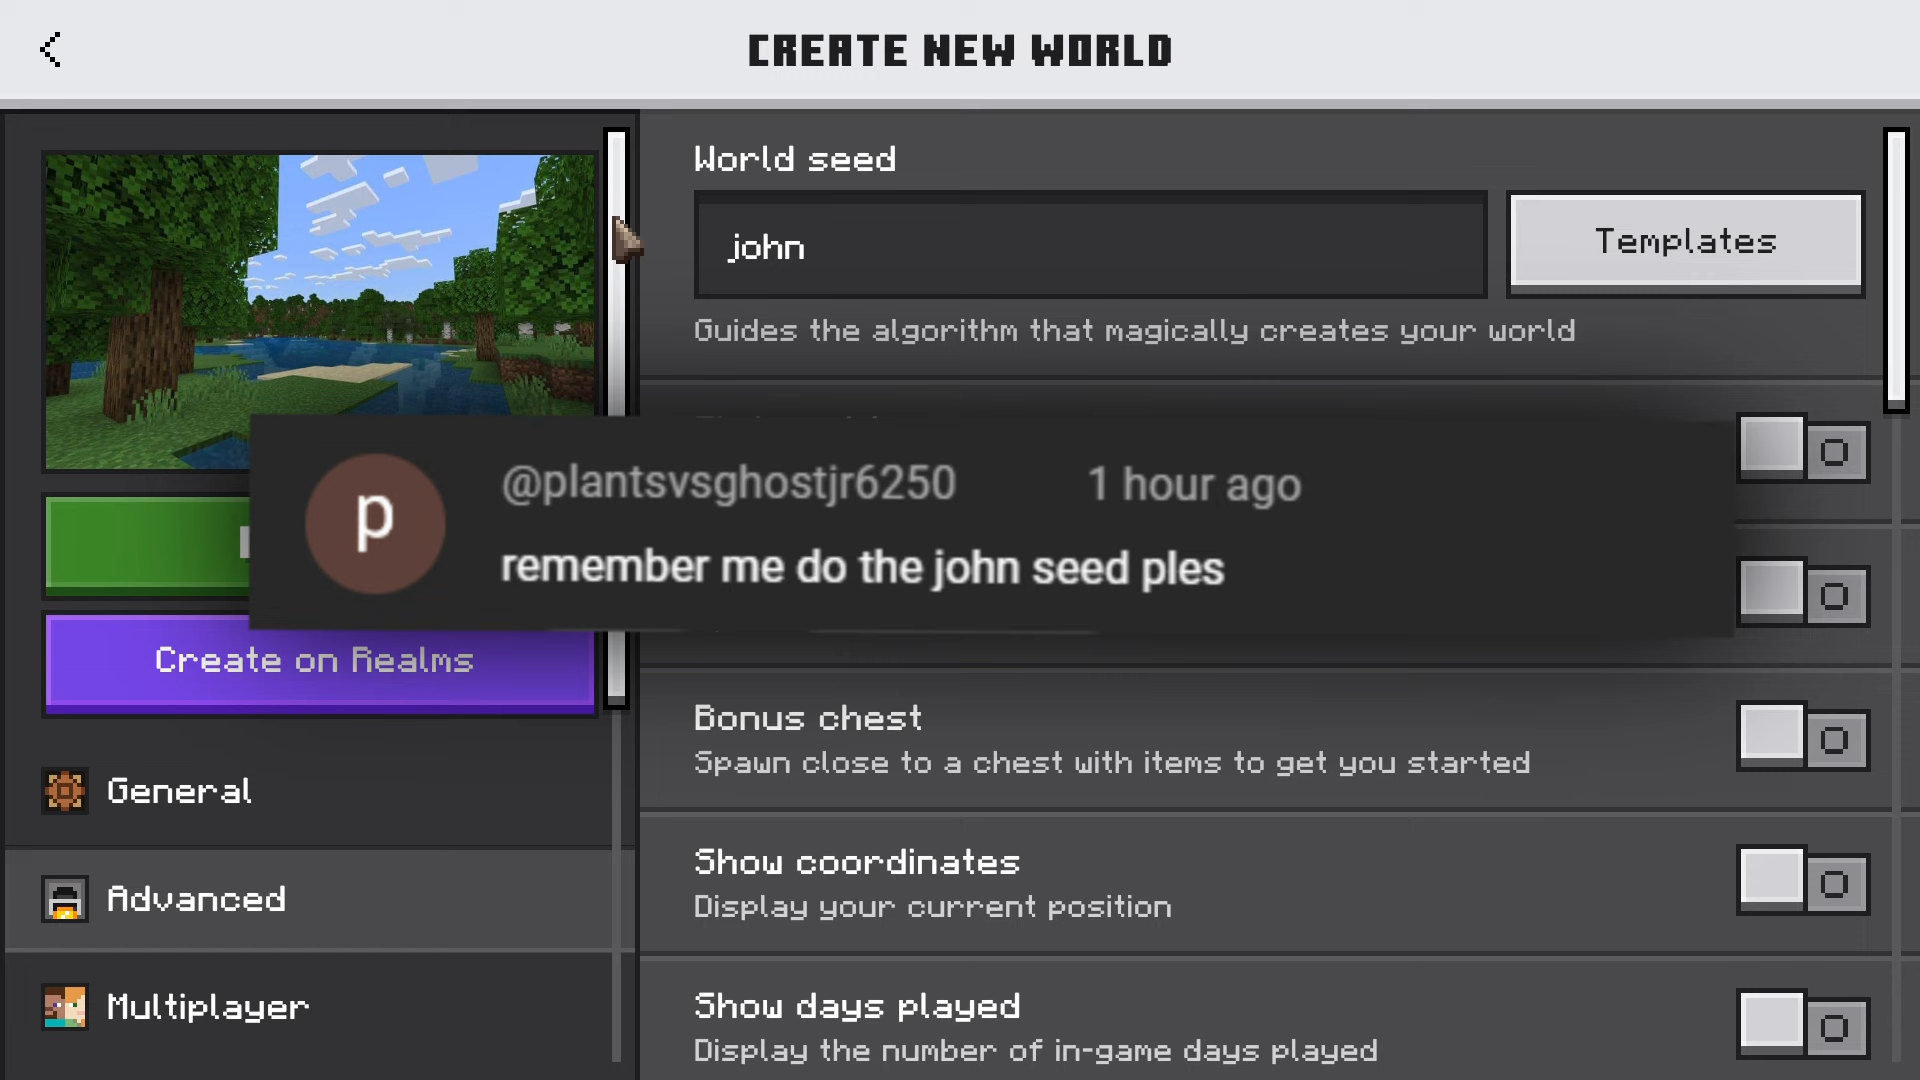 CREATE NEW WORLD
World seed
john
Templates
Guides the algorithm that magically creates your world
@plantsvsghostjr6250 1 hour ago
remember me do the john seed ples
Create on Realms
Bonus chest
Spawn close to a chest with items to get you started
General
Show coordinates
Display your current position
Advanced
Show days played
Display the number of in-game days played
Multiplayer